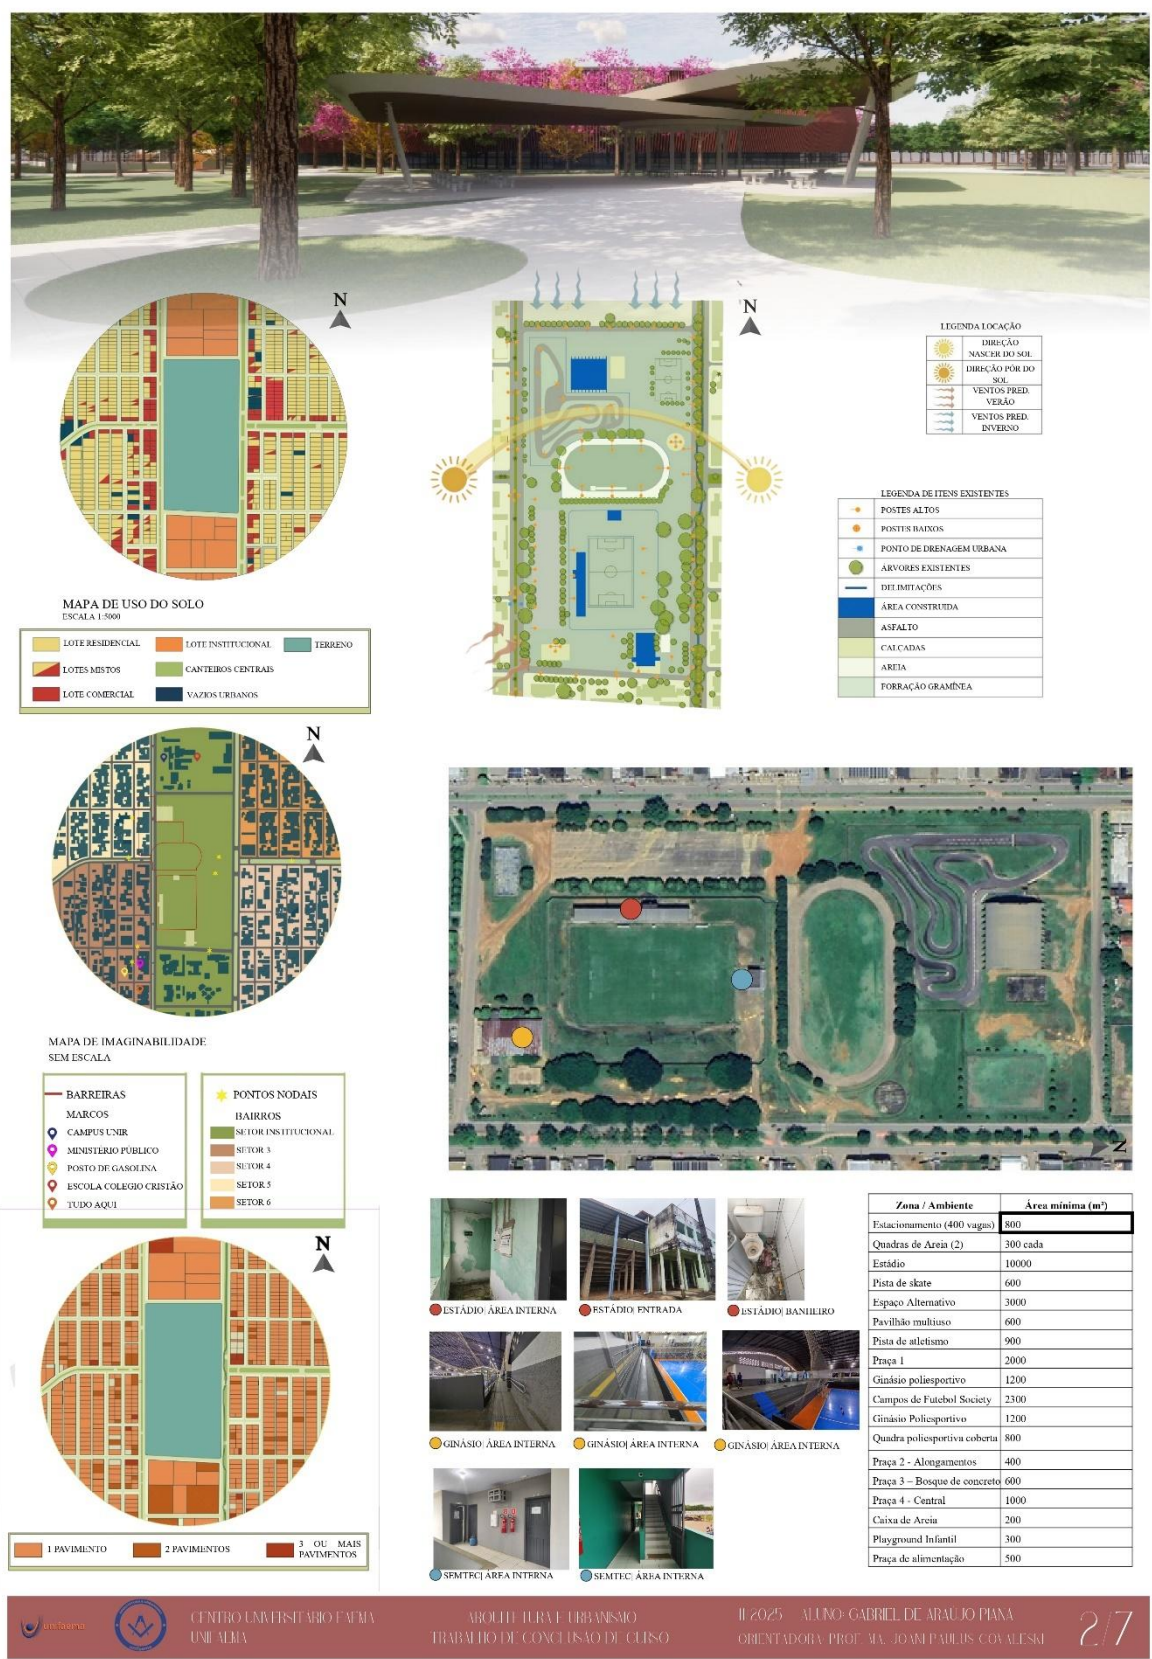 N
N
LEGENDA LOCAÇÃO
DIREÇÃO
NASCER DO SOL
DIREÇÃO PÔR DO
SOL
VENTOS PRED.
VERÃO
VENTOS PRED.
INVERNO
LEGENDA DE ITENS EXISTENTES
POSTES ALTOS
POSTES BAIXOS
PONTO DE DRENAGEM URBANA
ÁRVORES EXISTENTES
DELIMITAÇÕES
ÁREA CONSTRUIDA
ASFALTO
CALÇADAS
AREIA
FORRAÇÃO GRAMÍNEA
MAPA DE USO DO SOLO
ESCALA 1:5000
LOTE RESIDENCIAL
LOTE INSTITUCIONAL
TERRENO
LOTES MISTOS
CANTEIROS CENTRAIS
LOTE COMERCIAL
VAZIOS URBANOS
N
MAPA DE IMAGINABILIDADE
SEM ESCALA
BARREIRAS
MARCOS
CAMPUS UNIR
MINISTÉRIO PÚBLICO
POSTO DE GASOLINA
ESCOLA COLEGIO CRISTÃO
TUDO AQUI
PONTOS NODAIS
BAIRROS
SETOR INSTITUCIONAL
SETOR 3
SETOR 4
SETOR 5
SETOR 6
N
N
1 PAVIMENTO
2 PAVIMENTOS
3 OU MAIS
PAVIMENTOS
ESTÁDIO| ÁREA INTERNA
ESTÁDIO| ENTRADA
ESTÁDIO| BANHEIRO
GINÁSIO| ÁREA INTERNA
GINÁSIO| ÁREA INTERNA
GINÁSIO| ÁREA INTERNA
SEMTEC| ÁREA INTERNA
SEMTEC| ÁREA INTERNA
Zona / Ambiente Área mínima (m²)
Estacionamento (400 vagas) 800
Quadras de Areia (2) 300 cada
Estádio 10000
Pista de skate 600
Espaço Alternativo 3000
Pavilhão multiuso 600
Pista de atletismo 900
Praça 1 2000
Ginásio poliesportivo 1200
Campos de Futebol Society 2300
Ginásio Poliesportivo 1200
Quadra poliesportiva coberta 800
Praça 2 - Alongamentos 400
Praça 3 – Bosque de concreto 600
Praça 4 - Central 1000
Caixa de Areia 200
Playground Infantil 300
Praça de alimentação 500
unifaema
CENTRO UNIVERSITÁRIO FAEMA
UNIFAEMA
ARQUITETURA E URBANISMO
TRABALHO DE CONCLUSÃO DE CURSO
II 2025 ALUNO: GABRIEL DE ARAÚJO PIANA
ORIENTADORA: PROF. MA. JOANI PAULUS COVALESKI
2/7